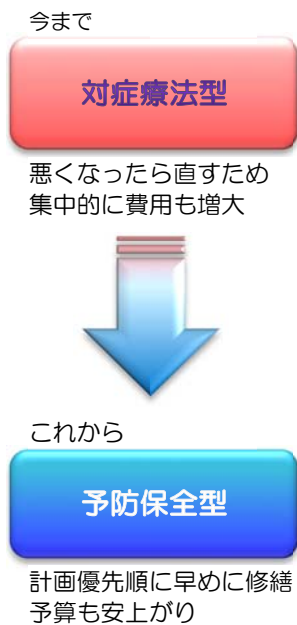 今まで
対症療法型
悪くなったら直すため
集中的に費用も増大
これから
予防保全型
計画優先順に早めに修繕
予算も安上がり